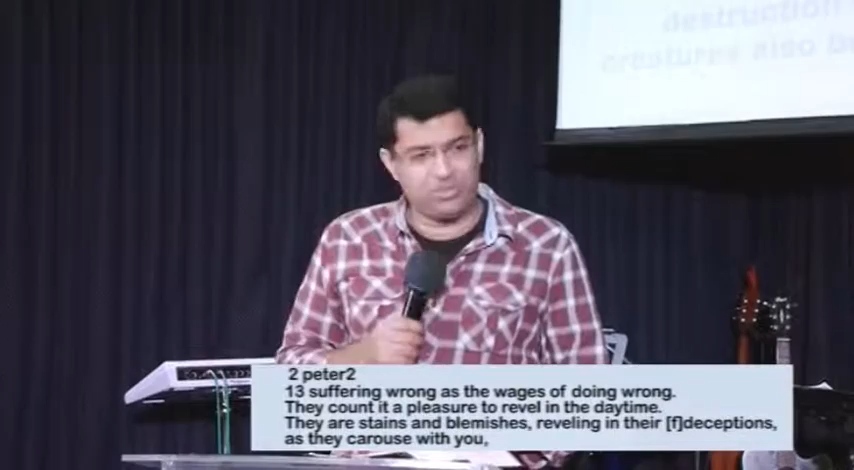 destruction
creatures also be
2 peter2
13 suffering wrong as the wages of doing wrong.
They count it a pleasure to revel in the daytime.
They are stains and blemishes, reveling in their [f]deceptions,
as they carouse with you,